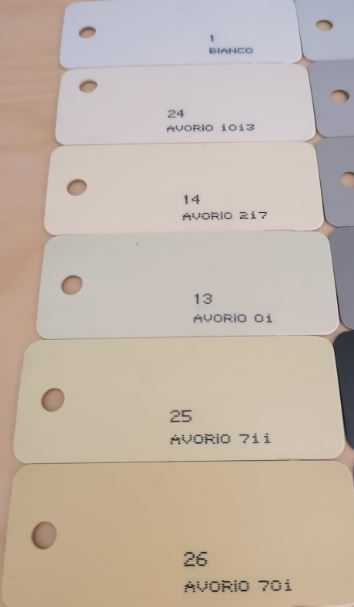 1
BIANCO
24
AVORIO 1013
14
AVORIO 217
13
AVORIO 01
25
AVORIO 711
26
AVORIO 701